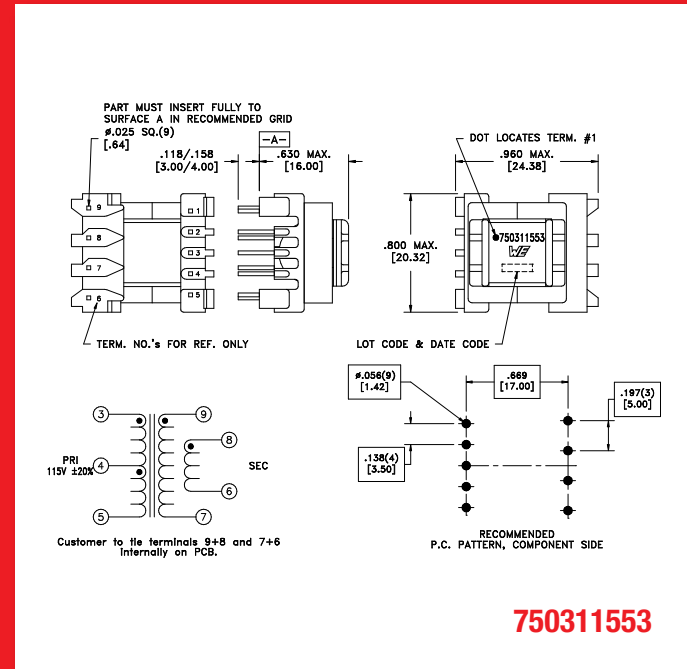 PART MUST INSERT FULLY TO
SURFACE A IN RECOMMENDED GRID
ø.025 SQ.(9)
[.64]
.118/.158
[3.00/4.00]
-A-
.630 MAX.
[16.00]
DOT LOCATES TERM. #1
.960 MAX.
[24.38]
9
8
7
6
1
2
3
4
5
.800 MAX.
[20.32]
750311553
WE
TERM. NO.'s FOR REF. ONLY
LOT CODE & DATE CODE
ø.056(9)
[1.42]
.669
[17.00]
.197(3)
[5.00]
.138(4)
[3.50]
3
9
8
PRI
115V ±20%
4
SEC
6
5
7
Customer to tie terminals 9+8 and 7+6
internally on PCB.
RECOMMENDED
P.C. PATTERN, COMPONENT SIDE
750311553